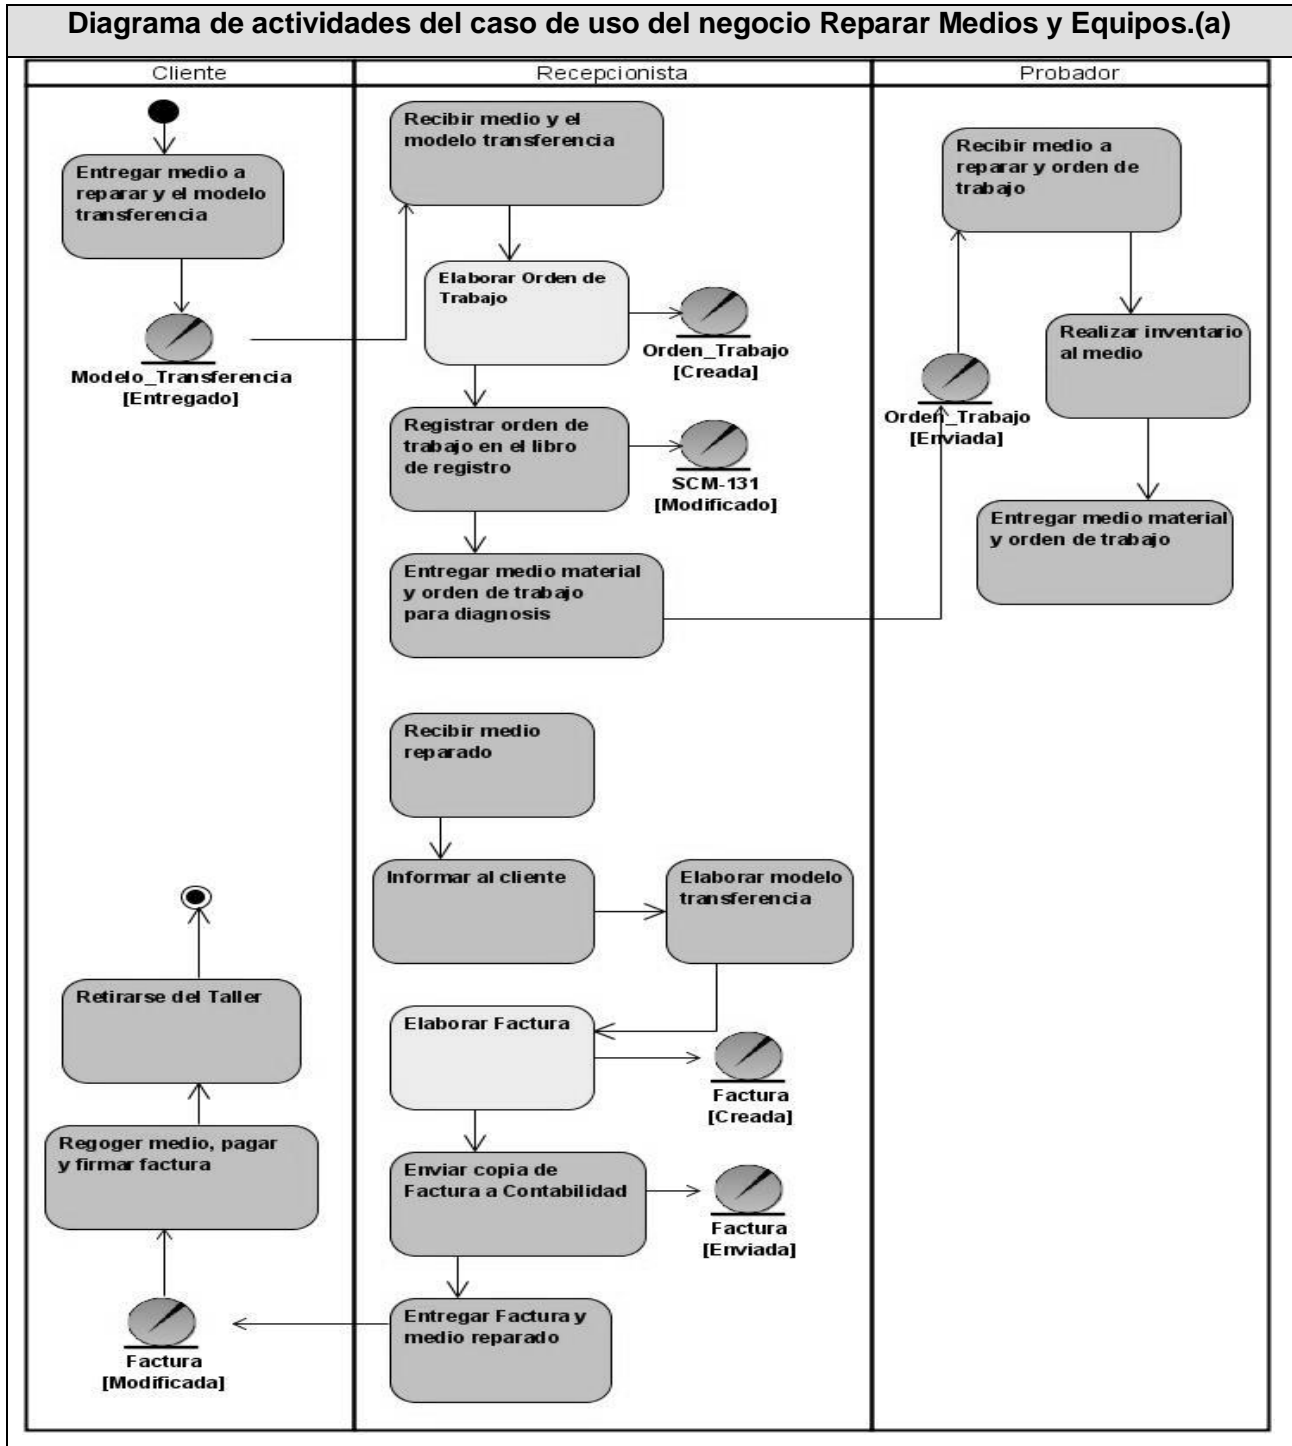 Diagrama de actividades del caso de uso del negocio Reparar Medios y Equipos.(a)
Cliente
Recepcionista
Probador
Entregar medio a
reparar y el modelo
transferencia
Modelo_Transferencia
[Entregado]
Recibir medio y el
modelo transferencia
Elaborar Orden de
Trabajo
Orden_Trabajo
[Creada]
Registrar orden de
trabajo en el libro
de registro
SCM-131
[Modificado]
Entregar medio material
y orden de trabajo
para diagnosis
Recibir medio a
reparar y orden de
trabajo
Orden_Trabajo
[Enviada]
Realizar inventario
al medio
Entregar medio material
y orden de trabajo
Recibir medio
reparado
Informar al cliente
Elaborar modelo
transferencia
Elaborar Factura
Factura
[Creada]
Enviar copia de
Factura a Contabilidad
Factura
[Enviada]
Entregar Factura y
medio reparado
Factura
[Modificada]
Regoger medio, pagar
y firmar factura
Retirarse del Taller